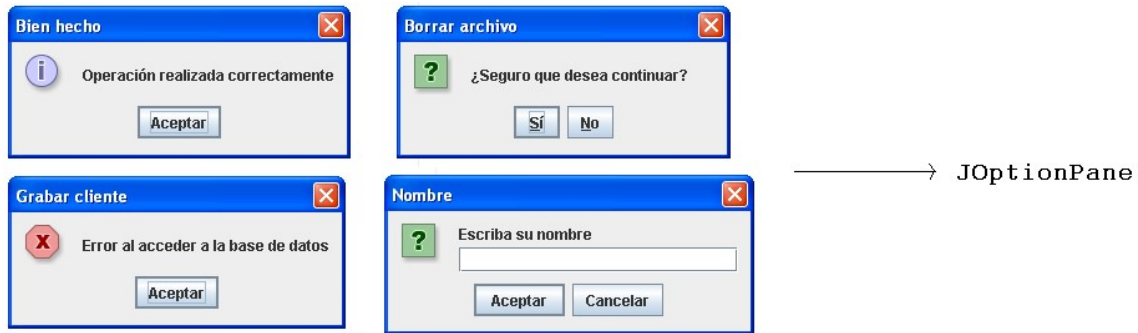 Bien hecho
Operación realizada correctamente
Aceptar
Borrar archivo
¿Seguro que desea continuar?
Sí No
Grabar cliente
Error al acceder a la base de datos
Aceptar
Nombre
Escriba su nombre
Aceptar Cancelar
JOptionPane